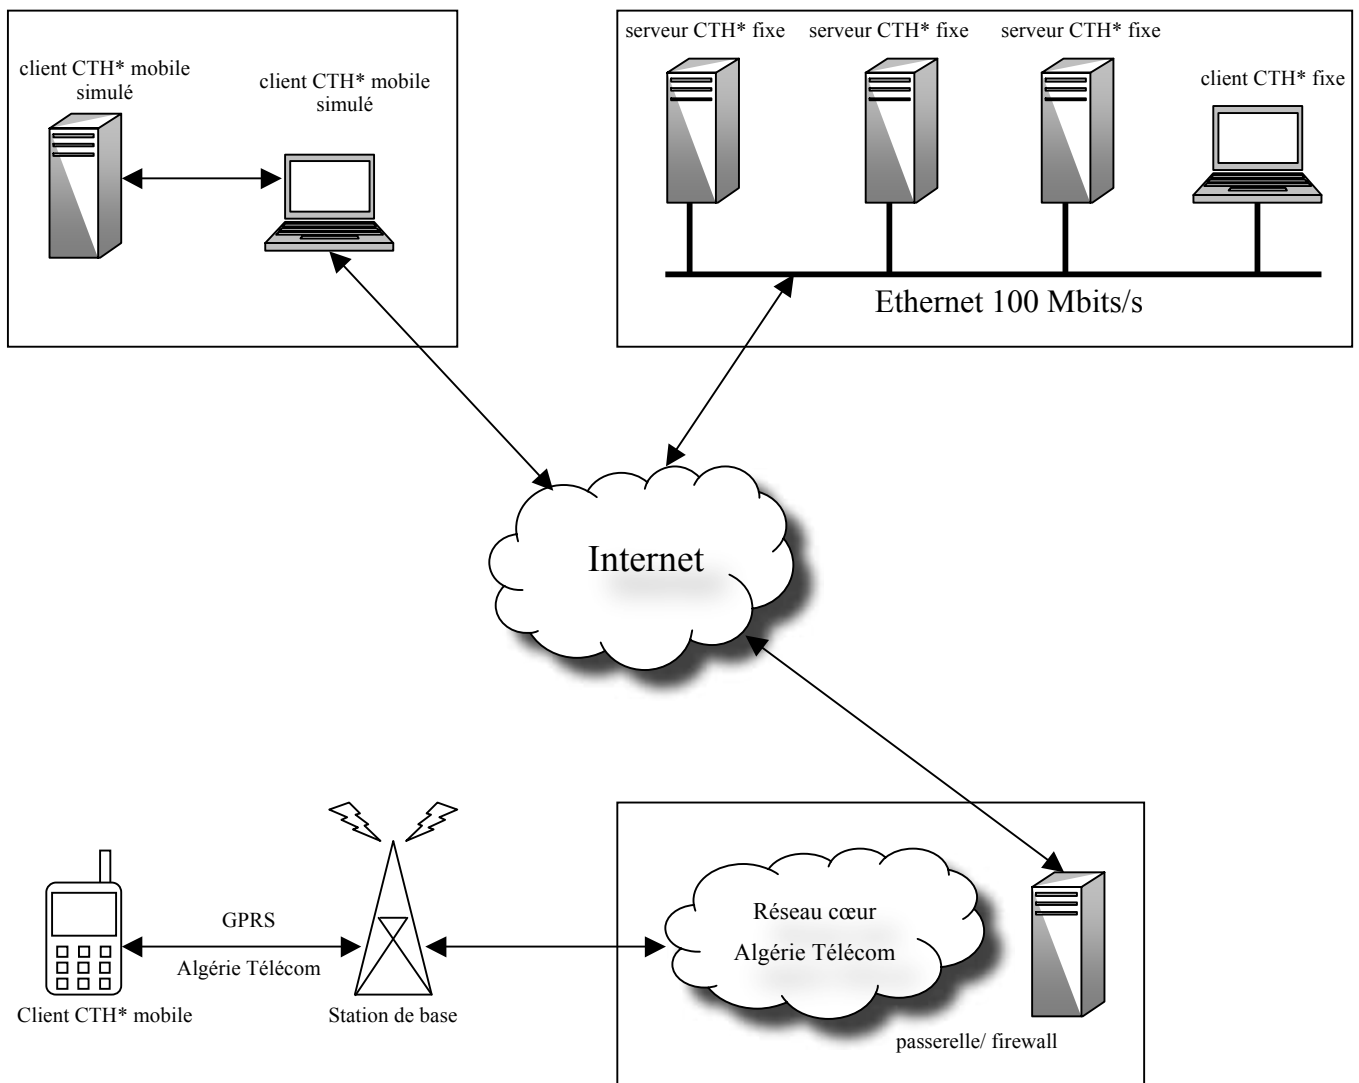 client CTH* mobile
simulé
client CTH* mobile
simulé
serveur CTH* fixe
serveur CTH* fixe
serveur CTH* fixe
client CTH* fixe
Ethernet 100 Mbits/s
Internet
GPRS
Algérie Télécom
Client CTH* mobile
Station de base
Réseau cœur
Algérie Télécom
passerelle/ firewall